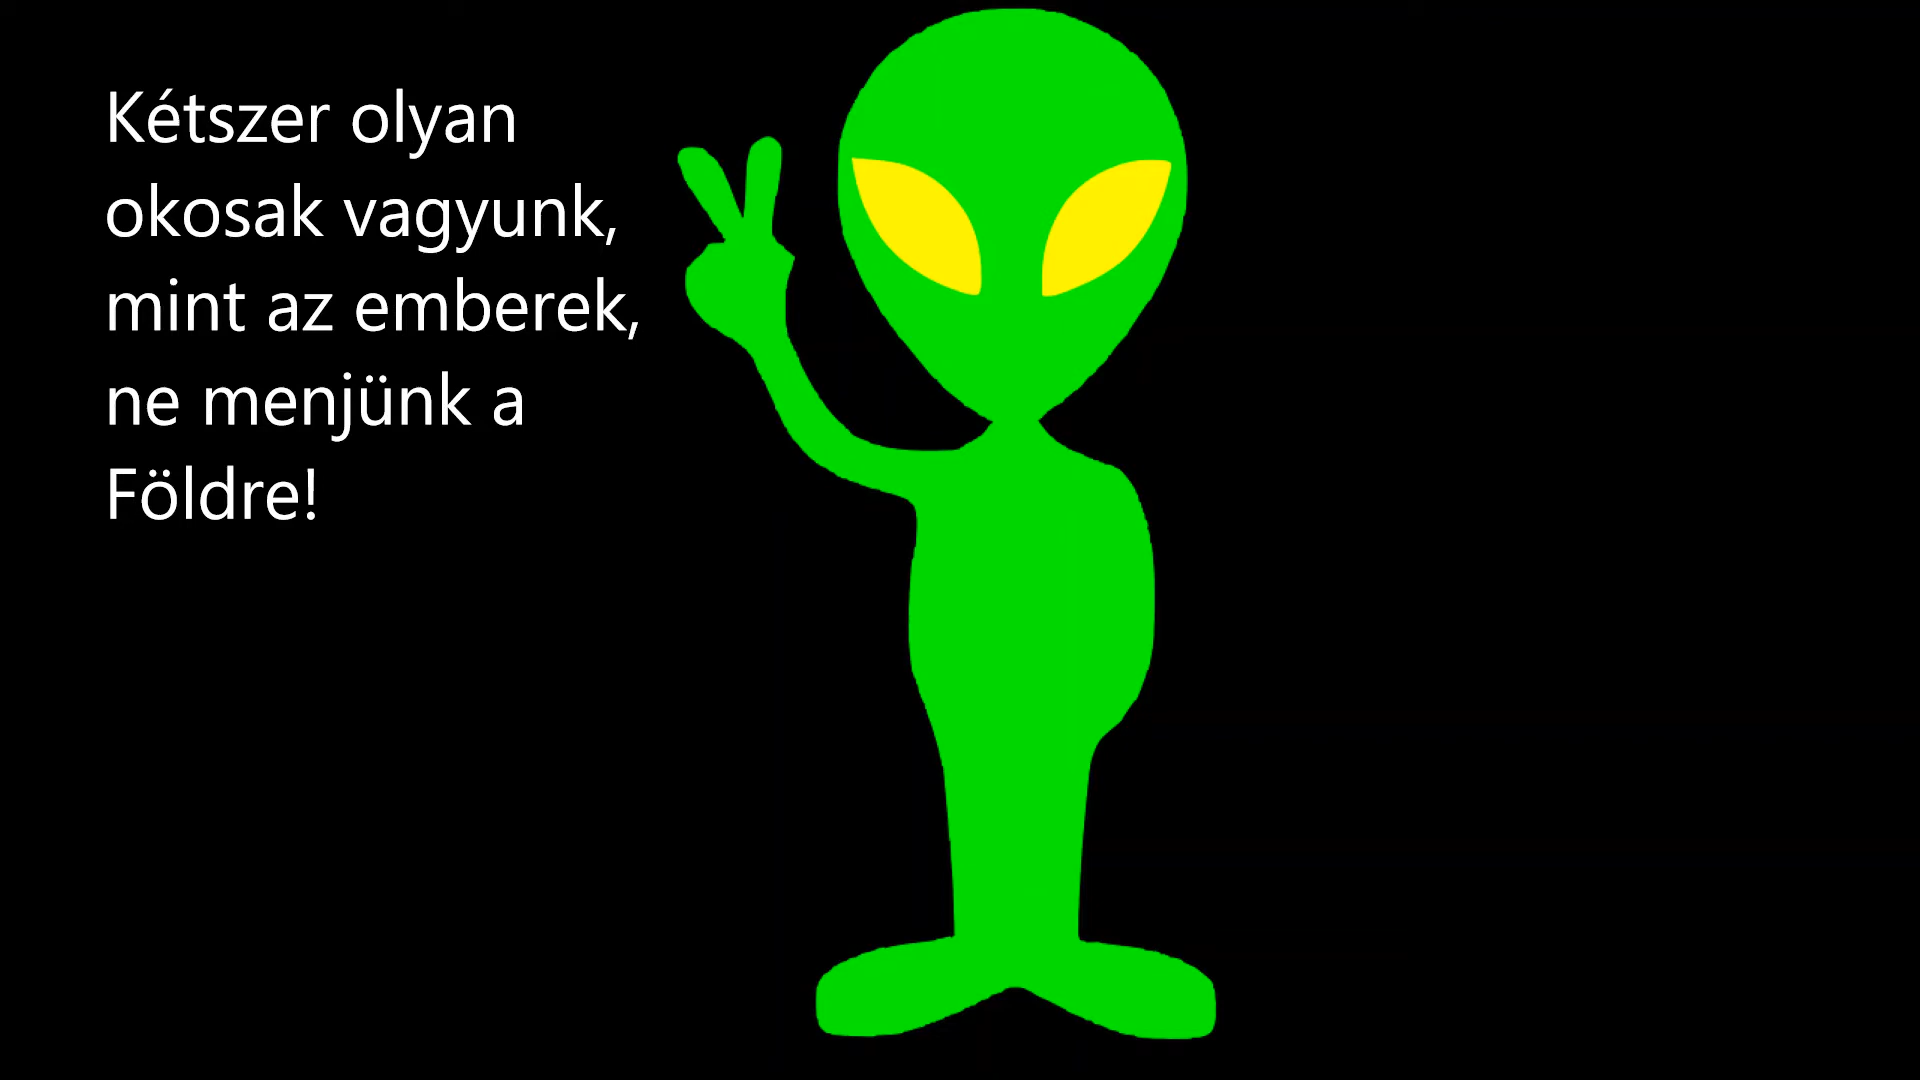 Kétszer olyan
okosak vagyunk,
mint az emberek,
ne menjünk a
Földre!